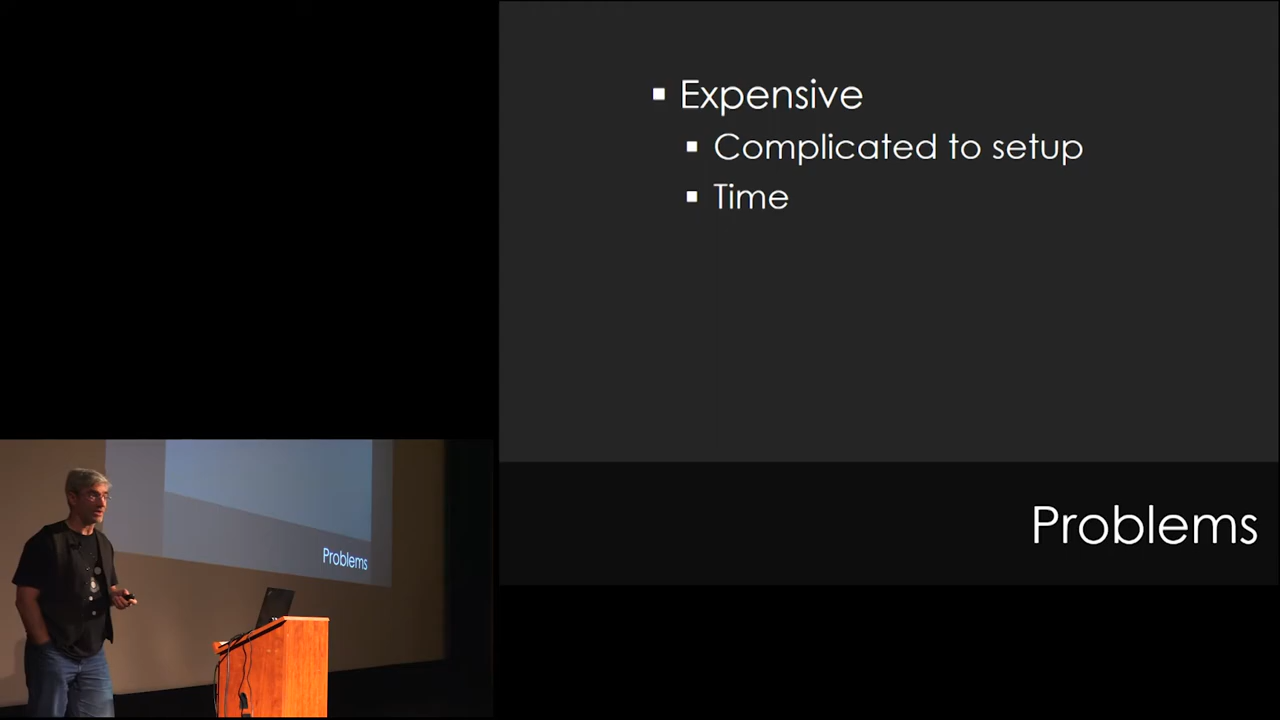 Expensive
Complicated to setup
Time
Problems
Problems